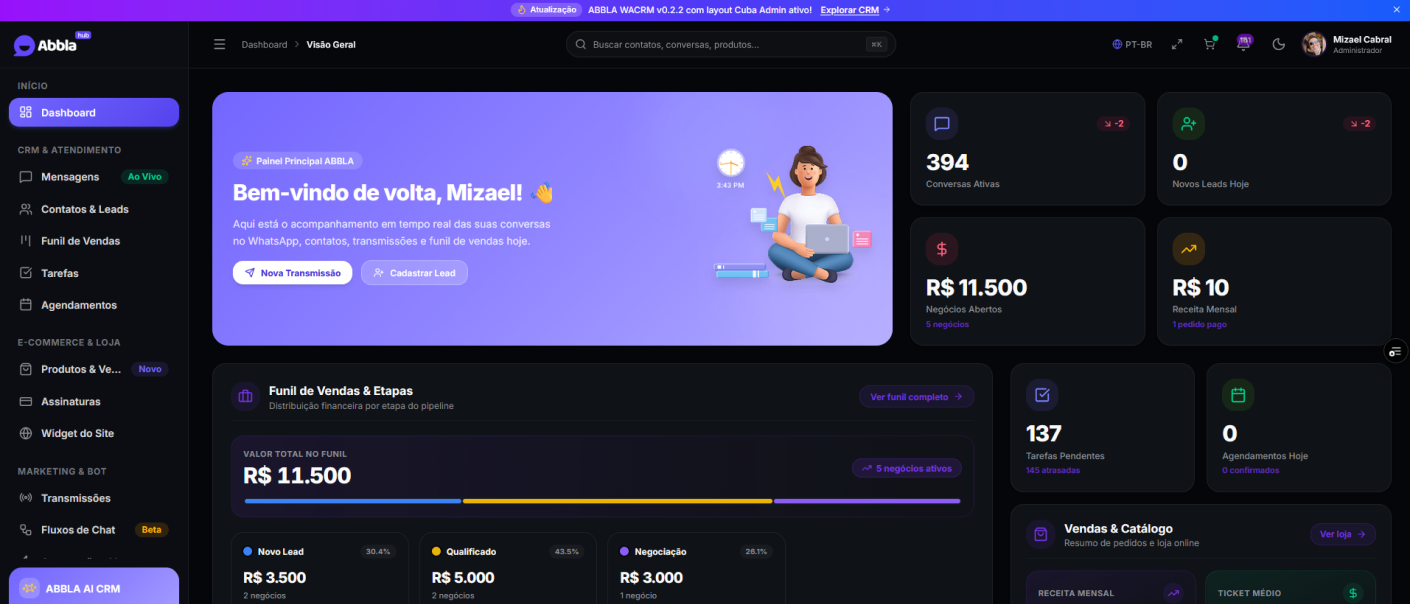 Atualização ABBLA WACRM v0.2.2 com layout Cuba Admin ativo! Explorar CRM →
Abbla hub
Dashboard > Visão Geral
Buscar contatos, conversas, produtos...
⌘K
PT-BR
181
Mizael Cabral
Administrador
INÍCIO
Dashboard
CRM & ATENDIMENTO
Mensagens Ao Vivo
Contatos & Leads
Funil de Vendas
Tarefas
Agendamentos
E-COMMERCE & LOJA
Produtos & Ve... Novo
Assinaturas
Widget do Site
MARKETING & BOT
Transmissões
Fluxos de Chat Beta
ABBLA AI CRM
Painel Principal ABBLA
Bem-vindo de volta, Mizael! 👋
Aqui está o acompanhamento em tempo real das suas conversas
no WhatsApp, contatos, transmissões e funil de vendas hoje.
Nova Transmissão
Cadastrar Lead
3:43 PM
-2
394
Conversas Ativas
-2
0
Novos Leads Hoje
R$ 11.500
Negócios Abertos
5 negócios
R$ 10
Receita Mensal
1 pedido pago
Funil de Vendas & Etapas
Distribuição financeira por etapa do pipeline
Ver funil completo →
VALOR TOTAL NO FUNIL
R$ 11.500
5 negócios ativos
Novo Lead 30.4%
R$ 3.500
2 negócios
Qualificado 43.5%
R$ 5.000
2 negócios
Negociação 26.1%
R$ 3.000
1 negócio
137
Tarefas Pendentes
145 atrasadas
0
Agendamentos Hoje
0 confirmados
Vendas & Catálogo
Resumo de pedidos e loja online
Ver loja →
RECEITA MENSAL
TICKET MÉDIO